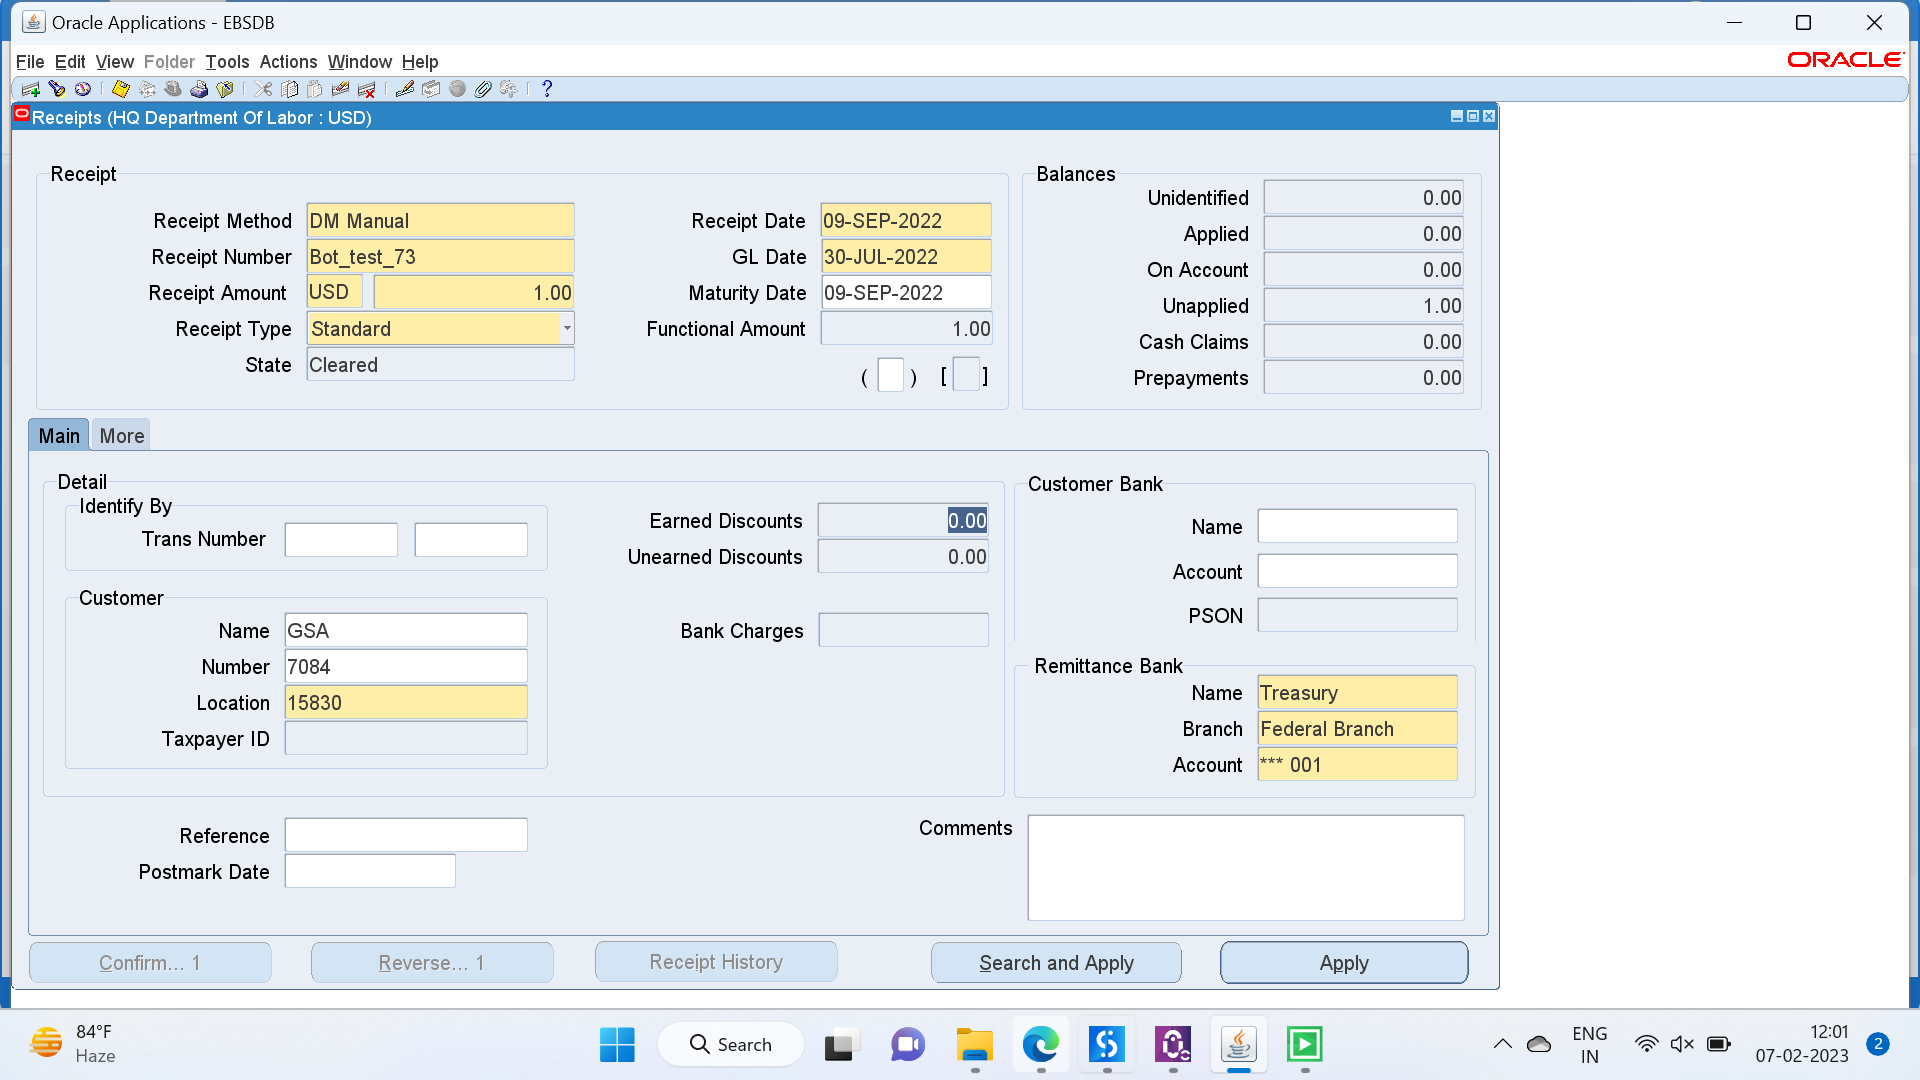 Oracle Applications - EBSDB
File Edit View Folder Tools Actions Window Help
ORACLE
Receipts (HQ Department Of Labor : USD)
Receipt
Receipt Method DM Manual
Receipt Number Bot_test_73
Receipt Amount USD 1.00
Receipt Type Standard
State Cleared
Receipt Date 09-SEP-2022
GL Date 30-JUL-2022
Maturity Date 09-SEP-2022
Functional Amount 1.00
( ) [ ]
Balances
Unidentified 0.00
Applied 0.00
On Account 0.00
Unapplied 1.00
Cash Claims 0.00
Prepayments 0.00
Main More
Detail
Identify By
Trans Number
Customer
Name GSA
Number 7084
Location 15830
Taxpayer ID
Earned Discounts 0.00
Unearned Discounts 0.00
Bank Charges
Customer Bank
Name
Account
PSON
Remittance Bank
Name Treasury
Branch Federal Branch
Account *** 001
Reference
Postmark Date
Comments
Confirm... 1 Reverse... 1 Receipt History Search and Apply Apply
84°F
Haze
Search
ENG
IN
12:01
07-02-2023
2